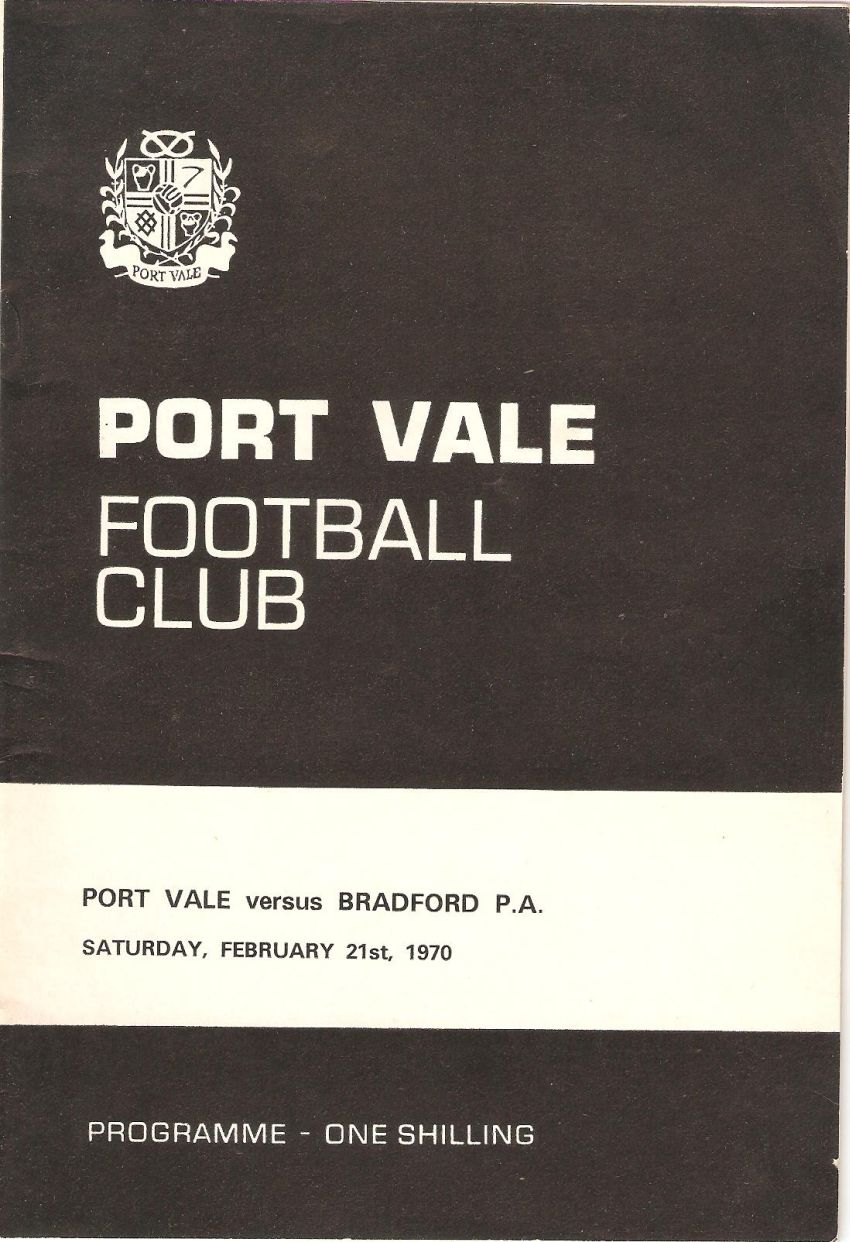 PORT VALE
PORT VALE
FOOTBALL
CLUB
PORT VALE versus BRADFORD P.A.
SATURDAY, FEBRUARY 21st, 1970
PROGRAMME - ONE SHILLING